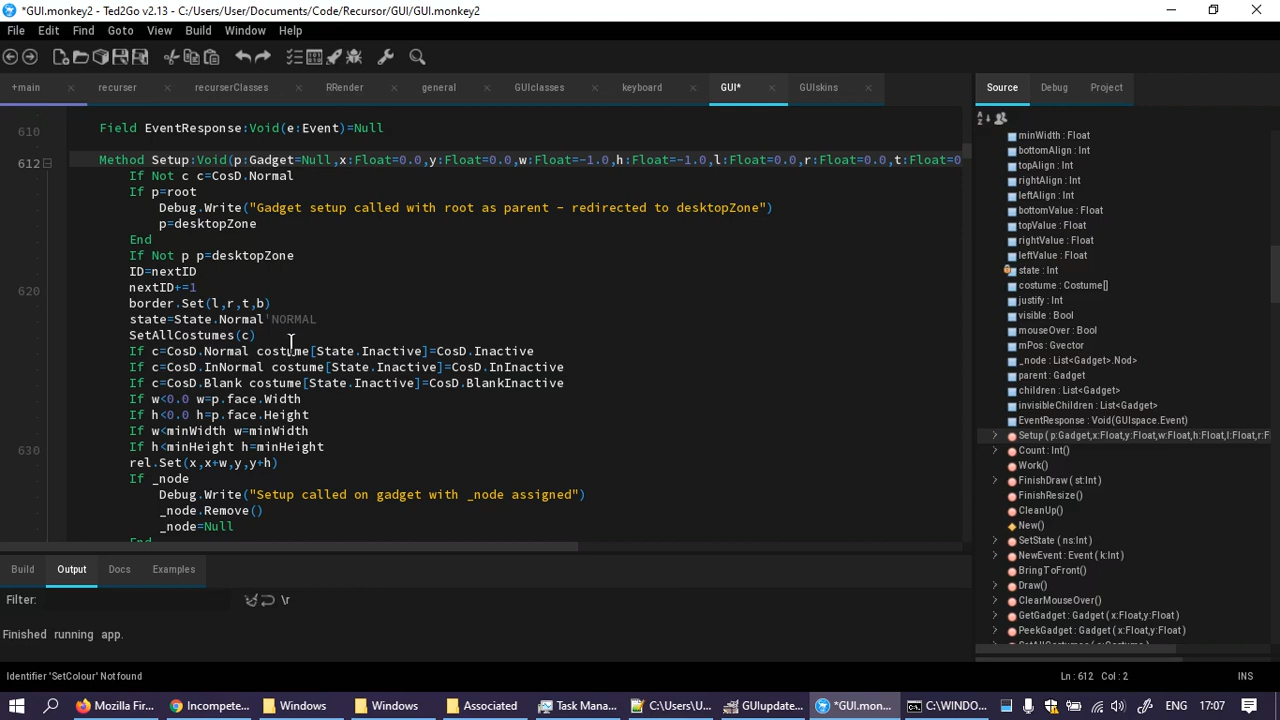 *GUI.monkey2) - Ted2Go v2.13 - C:/Users/User/Documents/Code/Recursor/GUI/GUI.monkey2
File Edit Find Goto View Build Window Help
+main recurser recurserClasses RRender general GUIclasses keyboard GUI* GUIskins
Source Debug Project
610 Field EventResponse:Void(e:Event)=Null
612 Method Setup:Void(p:Gadget=Null,x:Float=0.0,y:Float=0.0,w:Float=-1.0,h:Float=-1.0,l:Float=0.0,r:Float=0.0,t:Float=0
If Not c c=CosD.Normal
If p=root
Debug.Write("Gadget setup called with root as parent - redirected to desktopZone")
p=desktopZone
End
If Not p p=desktopZone
ID=nextID
620 nextID+=1
border.Set(l,r,t,b)
state=State.Normal'NORMAL
SetAllCostumes(c)
If c=CosD.Normal costume[State.Inactive]=CosD.Inactive
If c=CosD.InNormal costume[State.Inactive]=CosD.InInactive
If c=CosD.Blank costume[State.Inactive]=CosD.BlankInactive
If w<0.0 w=p.face.Width
If h<0.0 h=p.face.Height
If w<minWidth w=minWidth
630 If h<minHeight h=minHeight
rel.Set(x,x+w,y,y+h)
If _node
Debug.Write("Setup called on gadget with _node assigned")
_node.Remove()
_node=Null
End
minWidth : Float
bottomAlign : Int
topAlign : Int
rightAlign : Int
leftAlign : Int
bottomValue : Float
topValue : Float
rightValue : Float
leftValue : Float
state : Int
costume : Costume[]
justify : Int
visible : Bool
mouseOver : Bool
mPos : Gvector
_node : List<Gadget>.Nod>
parent : Gadget
children : List<Gadget>
invisibleChildren : List<Gadget>
EventResponse : Void(GUIspace.Event)
Setup ( p:Gadget,x:Float,y:Float,w:Float,h:Float,l:Float,r:F
Count : Int()
Work()
FinishDraw ( st:Int)
FinishResize()
CleanUp()
New()
SetState ( ns:Int)
NewEvent : Event ( k:Int)
BringToFront()
Draw()
ClearMouseOver()
GetGadget : Gadget ( x:Float,y:Float)
PeekGadget : Gadget ( x:Float,y:Float)
SetAllCostumes ( c:Costume )
Build Output Docs Examples
Filter: \r
Finished running app.
Identifier 'SetColour' Not found Ln : 612 Col : 2 INS
Mozilla Fir... Incompete... Windows Windows Associated Task Mana... C:\Users\U... GUIupdate... *GUI.mon... C:\WINDO... 17:07